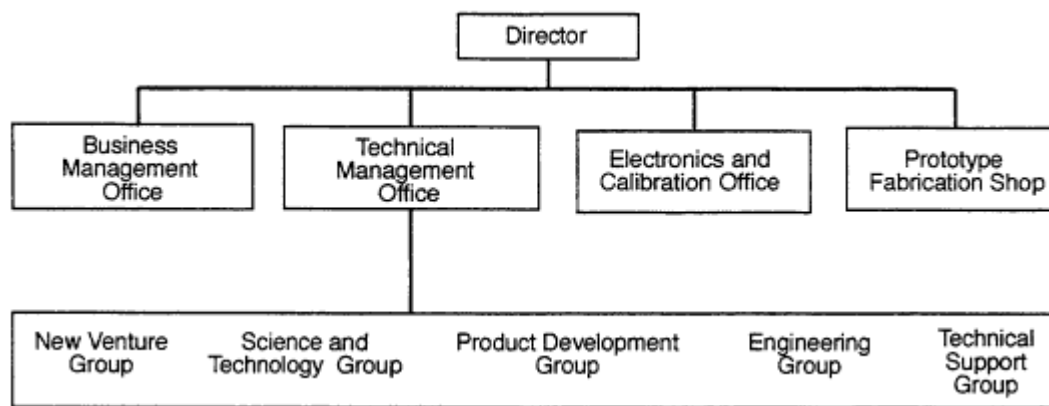 Director
Business
Management
Office
Technical
Management
Office
Electronics and
Calibration Office
Prototype
Fabrication Shop
New Venture
Group
Science and
Technology Group
Product Development
Group
Engineering
Group
Technical
Support
Group